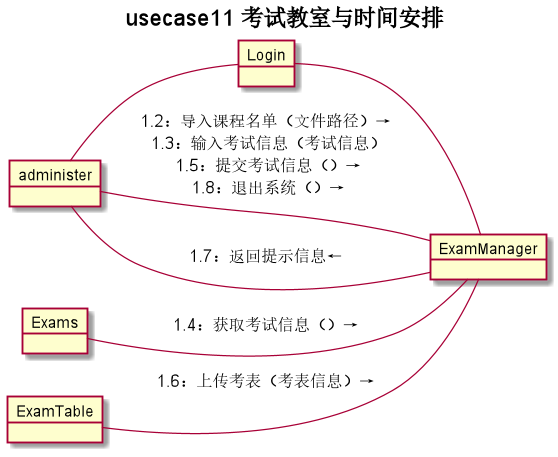 usecase11 考试教室与时间安排
Login
1.2：导入课程名单（文件路径）→
1.3：输入考试信息（考试信息）
1.5：提交考试信息（）→
1.8：退出系统（）→
administer
ExamManager
1.7：返回提示信息←
Exams
1.4：获取考试信息（）→
1.6：上传考表（考表信息）→
ExamTable